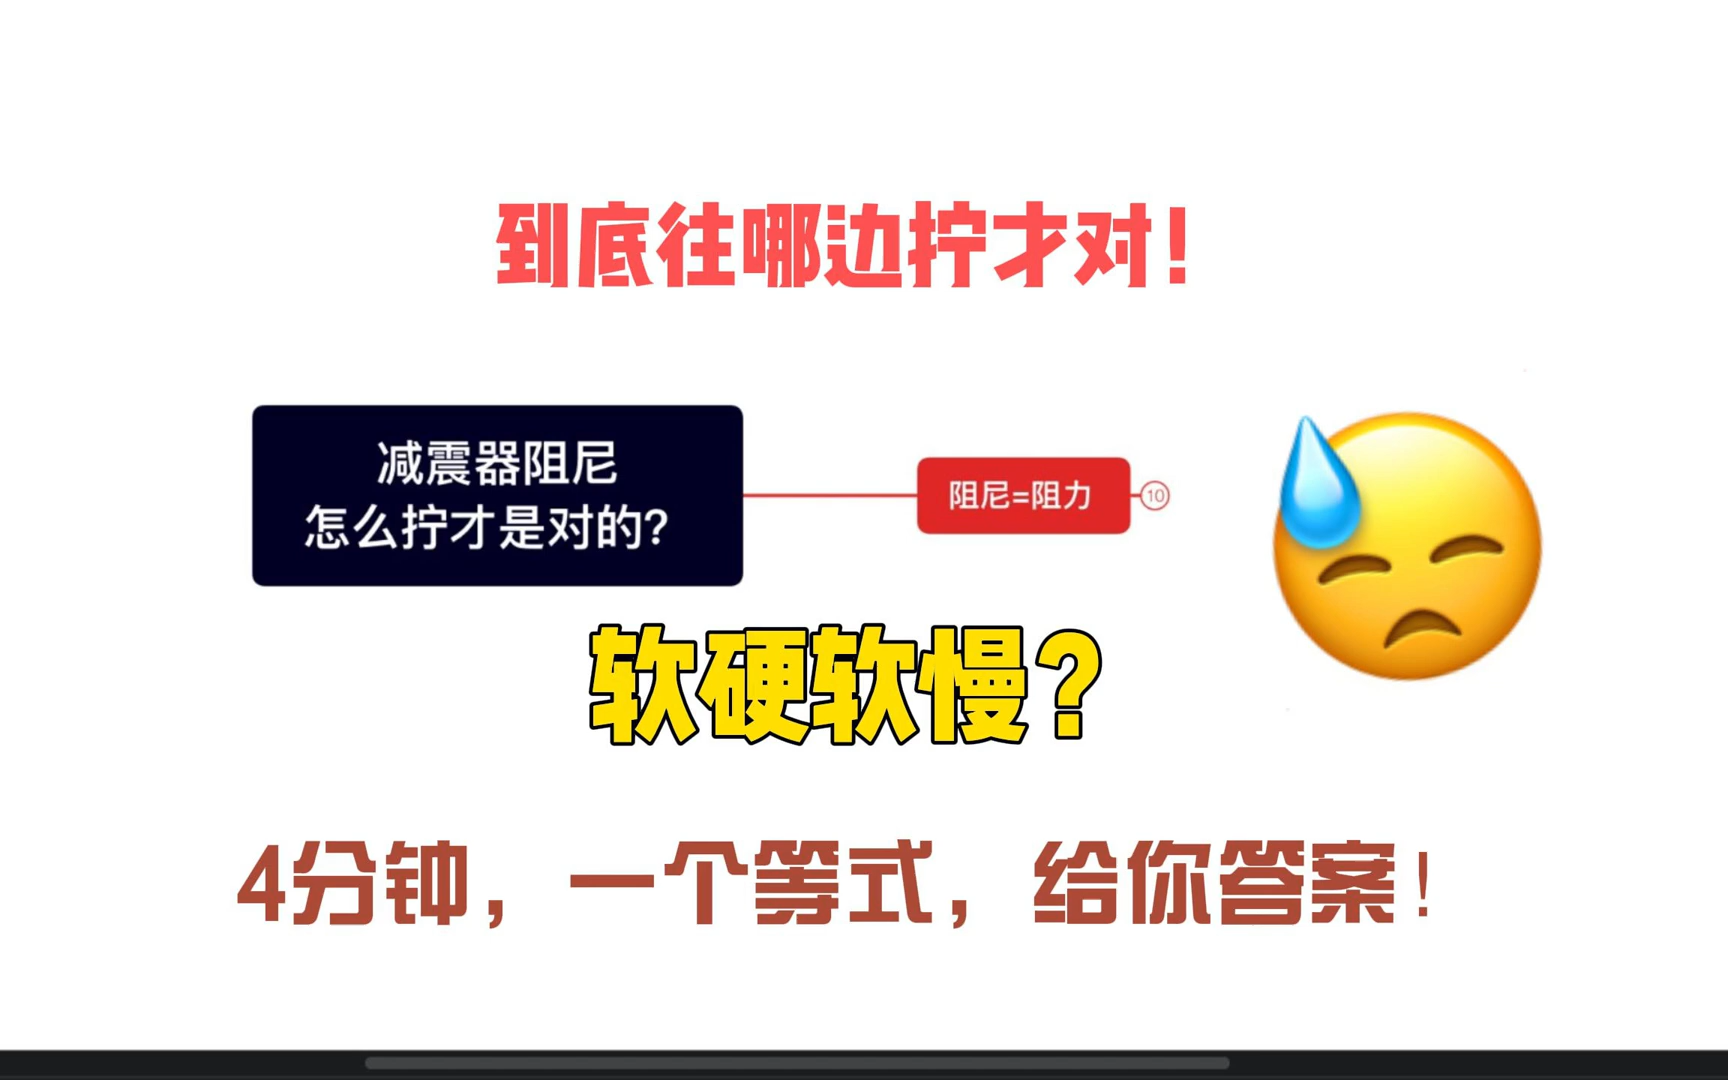 到底往哪边拧才对!
减震器阻尼
怎么拧才是对的?
阻尼=阻力
10
软硬软慢?
4分钟，一个等式，给你答案!